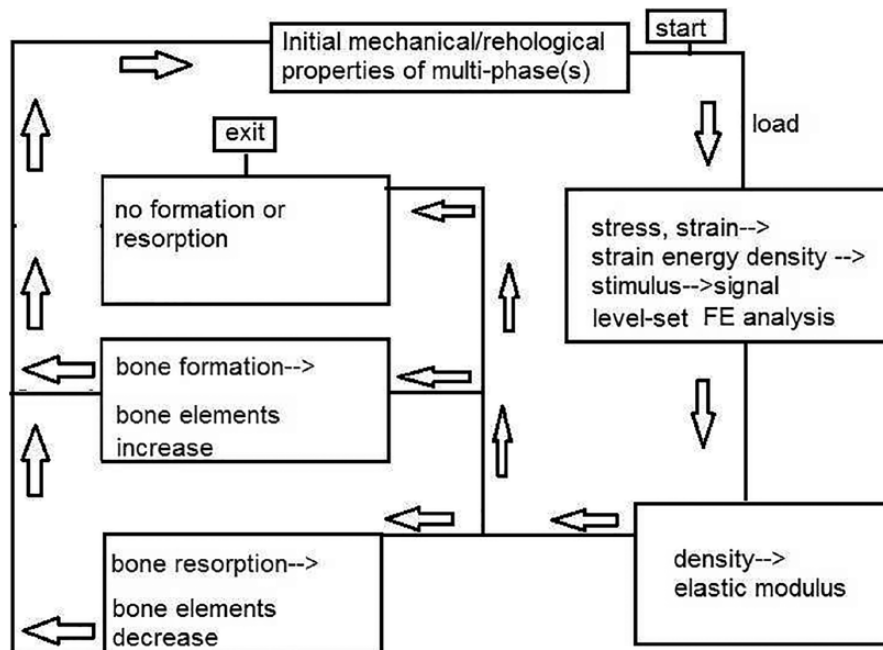 start
Initial mechanical/rehological
properties of multi-phase(s)
load
stress, strain-->
strain energy density -->
stimulus-->signal
level-set FE analysis
density-->
elastic modulus
exit
no formation or
resorption
bone formation-->
bone elements
increase
bone resorption-->
bone elements
decrease